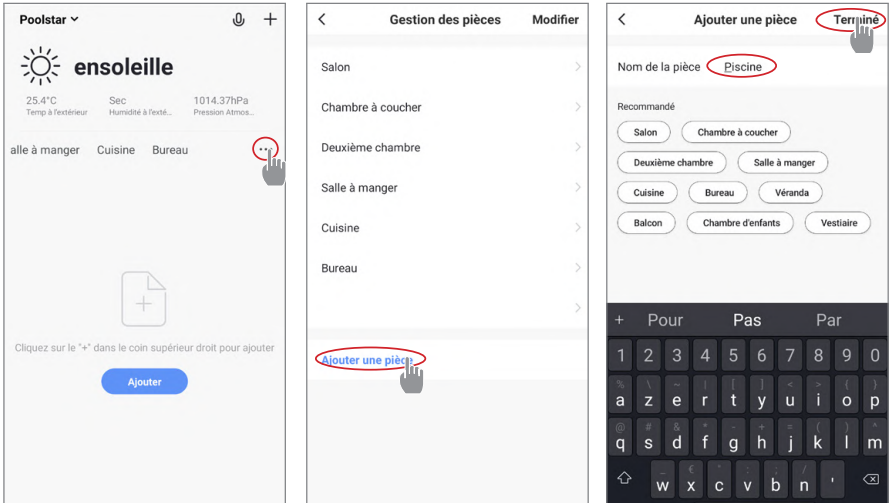 Poolstar
ensoleille
25.4°C Sec 1014.37hPa
Temp à l'extérieur Humidité à l'exté... Pression Atmos...
alle à manger Cuisine Bureau ...
Cliquez sur le "+" dans le coin supérieur droit pour ajouter
Ajouter
Gestion des pièces Modifier
Salon
Chambre à coucher
Deuxième chambre
Salle à manger
Cuisine
Bureau
Ajouter une pièce
Ajouter une pièce Terminé
Nom de la pièce Piscine
Recommandé
Salon Chambre à coucher
Deuxième chambre Salle à manger
Cuisine Bureau Véranda
Balcon Chambre d'enfants Vestiaire
+ Pour Pas Par
1 2 3 4 5 6 7 8 9 0
% \ ~ | [ ] < > { }
a z e r t y u i o p
@ # & * - + = ( ) ^
q s d f g h j k l m
_ € " ' : ; /
w x c v b n '